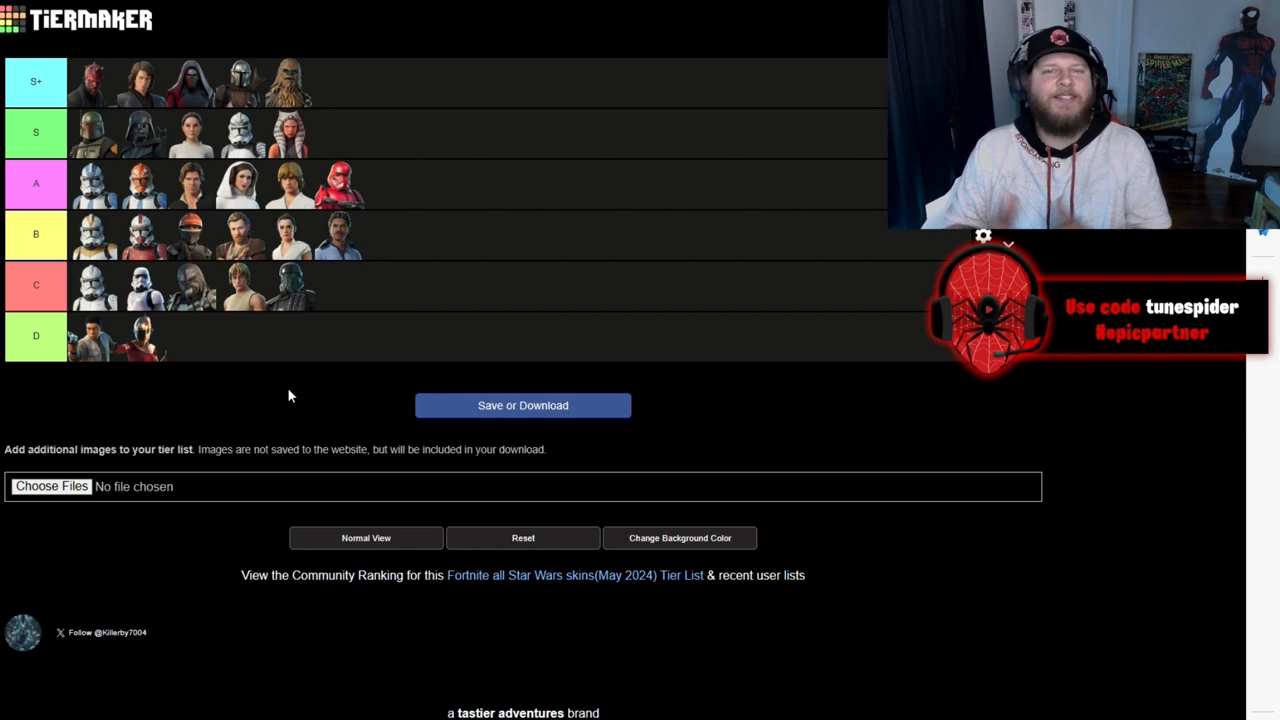 TiERMAKER
S+
S
A
B
C
D
Use code tunespider
#epicpartner
Save or Download
Add additional images to your tier list. Images are not saved to the website, but will be included in your download.
Choose Files No file chosen
Normal View
Reset
Change Background Color
View the Community Ranking for this Fortnite all Star Wars skins(May 2024) Tier List & recent user lists
X Follow @Killerby7004
a tastier adventures brand